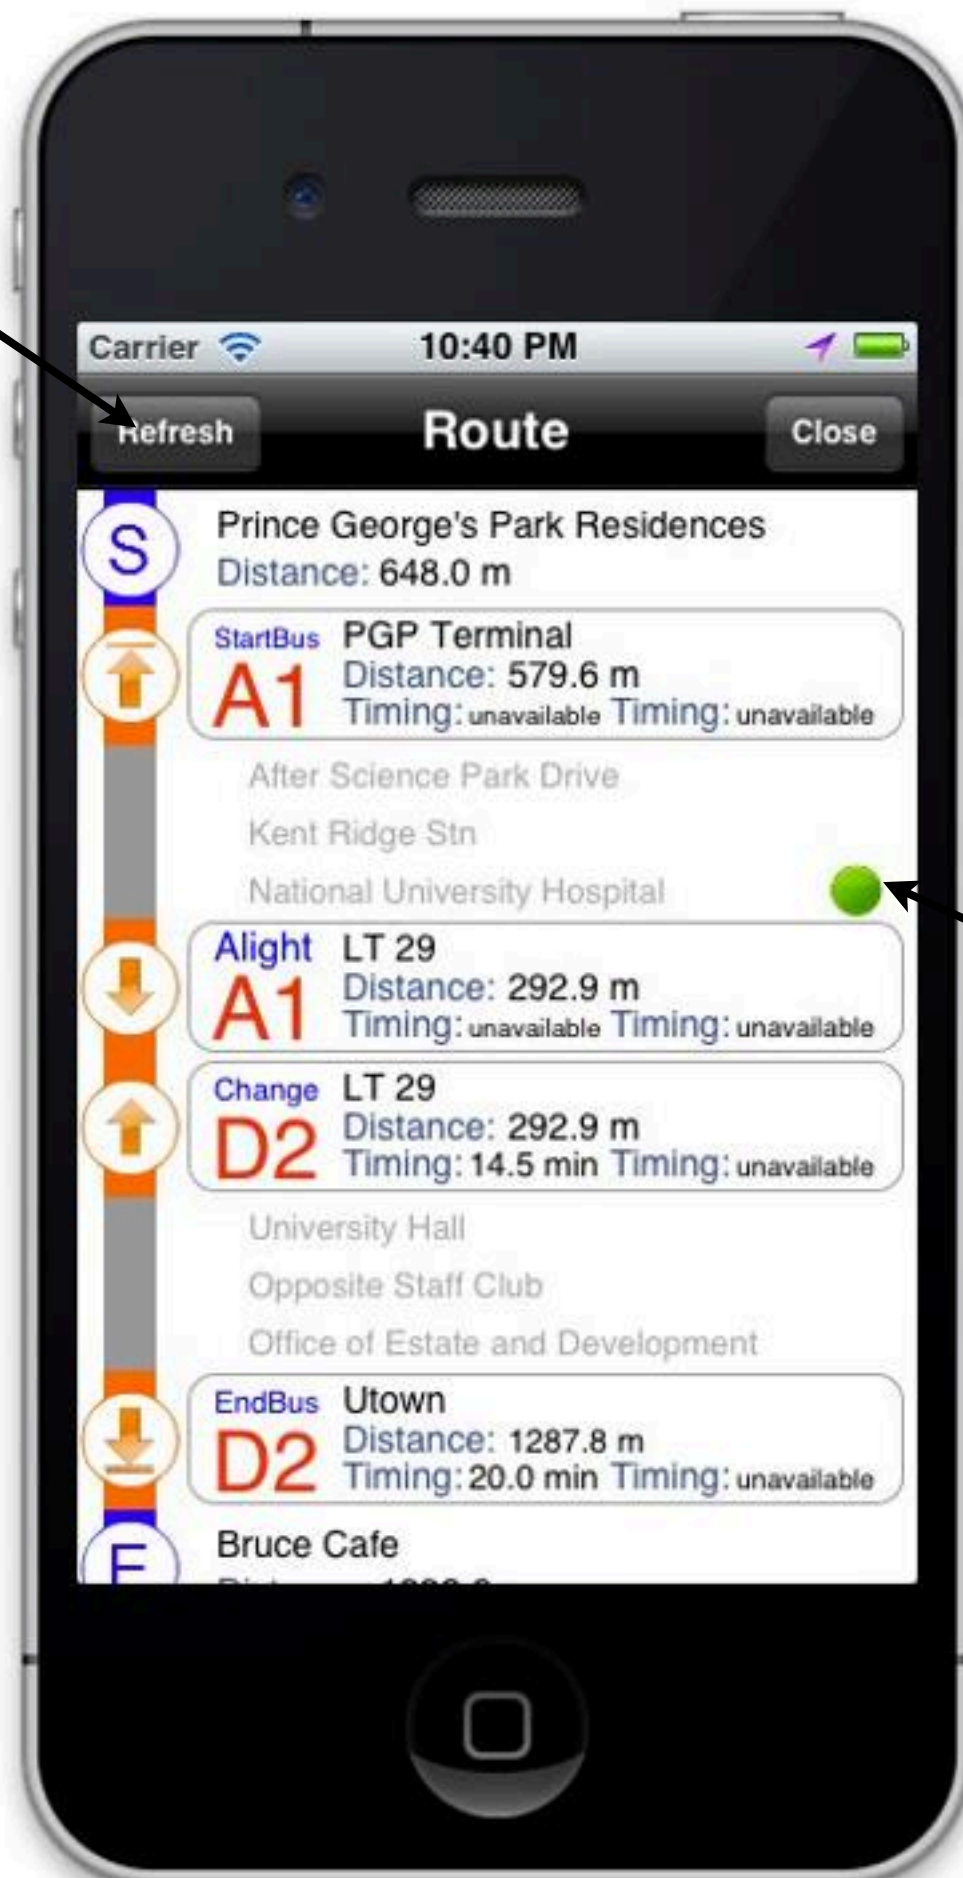 Carrier 10:40 PM
Refresh Route Close
S Prince George's Park Residences
Distance: 648.0 m
StartBus PGP Terminal
A1 Distance: 579.6 m
Timing: unavailable Timing: unavailable
After Science Park Drive
Kent Ridge Stn
National University Hospital
Alight LT 29
A1 Distance: 292.9 m
Timing: unavailable Timing: unavailable
Change LT 29
D2 Distance: 292.9 m
Timing: 14.5 min Timing: unavailable
University Hall
Opposite Staff Club
Office of Estate and Development
EndBus Utown
D2 Distance: 1287.8 m
Timing: 20.0 min Timing: unavailable
Bruce Cafe